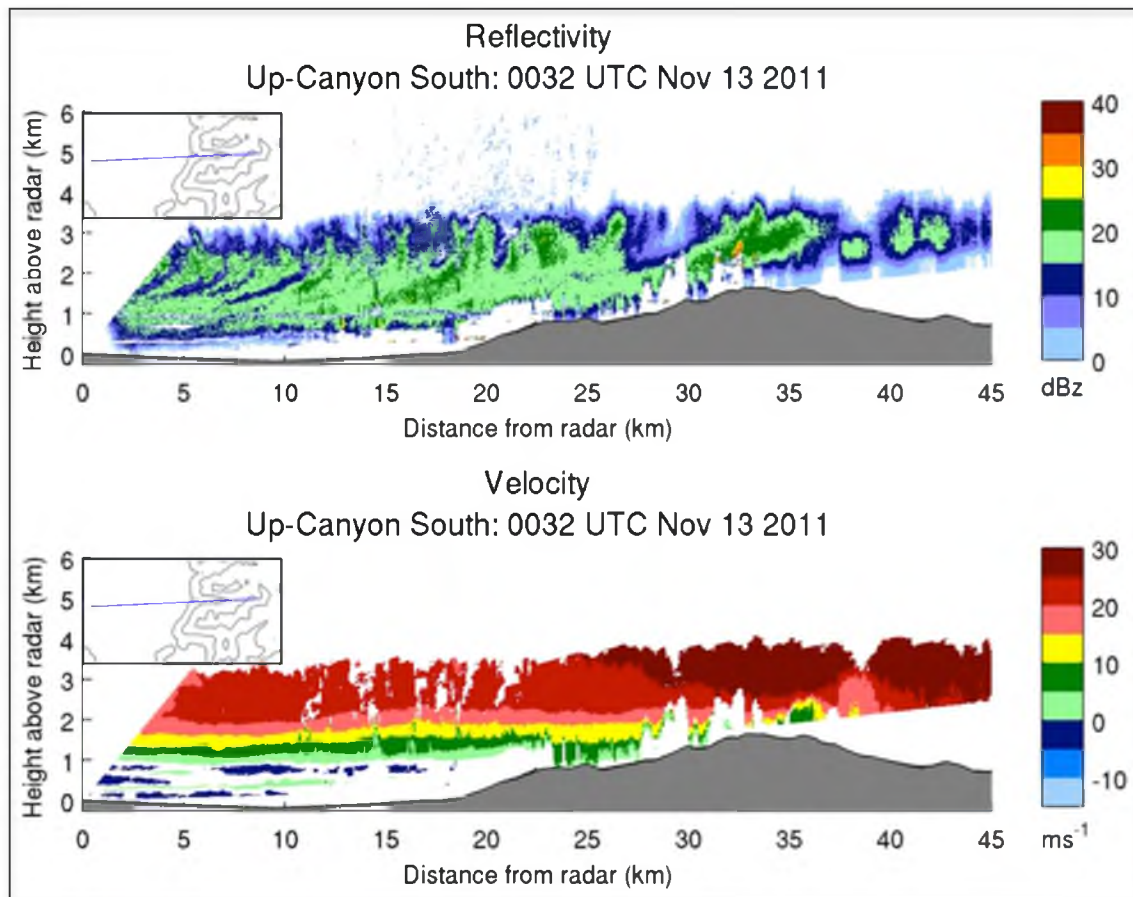 Reflectivity
Up-Canyon South: 0032 UTC Nov 13 2011
Height above radar (km)
6
5
4
3
2
1
0
0 5 10 15 20 25 30 35 40 45
Distance from radar (km)
40
30
20
10
0
dBz
Velocity
Up-Canyon South: 0032 UTC Nov 13 2011
Height above radar (km)
6
5
4
3
2
1
0
0 5 10 15 20 25 30 35 40 45
Distance from radar (km)
30
20
10
0
-10
ms⁻¹